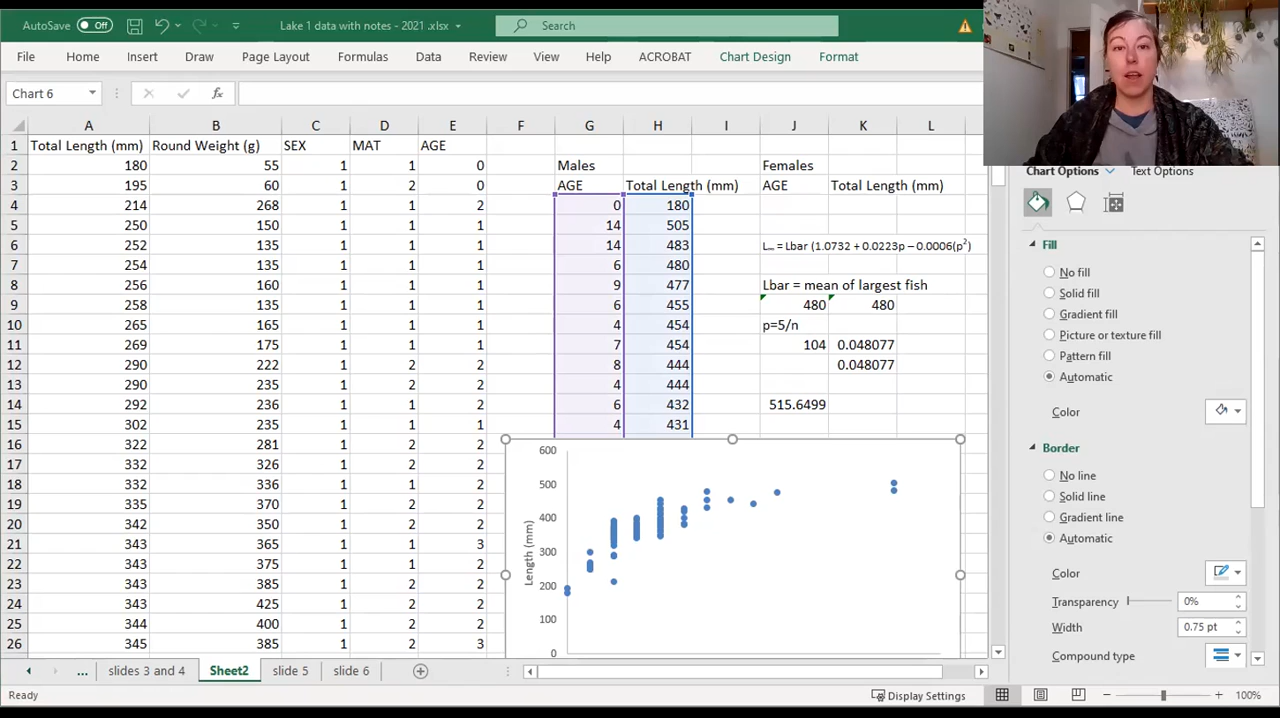 AutoSave Off Lake 1 data with notes - 2021 .xlsx Search
File Home Insert Draw Page Layout Formulas Data Review View Help ACROBAT Chart Design Format
Chart 6 fx
A B C D E F G H I J K L
1 Total Length (mm) Round Weight (g) SEX MAT AGE
2 180 55 1 1 0 Males Females
3 195 60 1 2 0 AGE Total Length (mm) AGE Total Length (mm)
4 214 268 1 1 2 0 180
5 250 150 1 1 1 14 505
6 252 135 1 1 1 14 483 L∞ = Lbar (1.0732 + 0.0223p – 0.0006(p²)
7 254 135 1 1 1 6 480
8 256 160 1 1 1 9 477 Lbar = mean of largest fish
9 258 135 1 1 1 6 455 480 480
10 265 165 1 1 1 4 454 p=5/n
11 269 175 1 1 1 7 454 104 0.048077
12 290 222 1 2 2 8 444 0.048077
13 290 235 1 2 2 4 444
14 292 236 1 1 2 6 432 515.6499
15 302 235 1 1 1 4 431
16 322 281 1 2 2
17 332 326 1 2 2
18 332 336 1 1 2
19 335 370 1 2 2
20 342 350 1 2 2
21 343 365 1 1 3
22 343 375 1 1 2
23 343 385 1 2 2
24 343 425 1 2 2
25 344 400 1 2 2
26 345 385 1 2 3
600
500
400
300
200
100
0
Length (mm)
Chart Options Text Options
Fill
No fill
Solid fill
Gradient fill
Picture or texture fill
Pattern fill
Automatic
Color
Border
No line
Solid line
Gradient line
Automatic
Color
Transparency 0%
Width 0.75 pt
Compound type
... slides 3 and 4 Sheet2 slide 5 slide 6
Ready Display Settings 100%